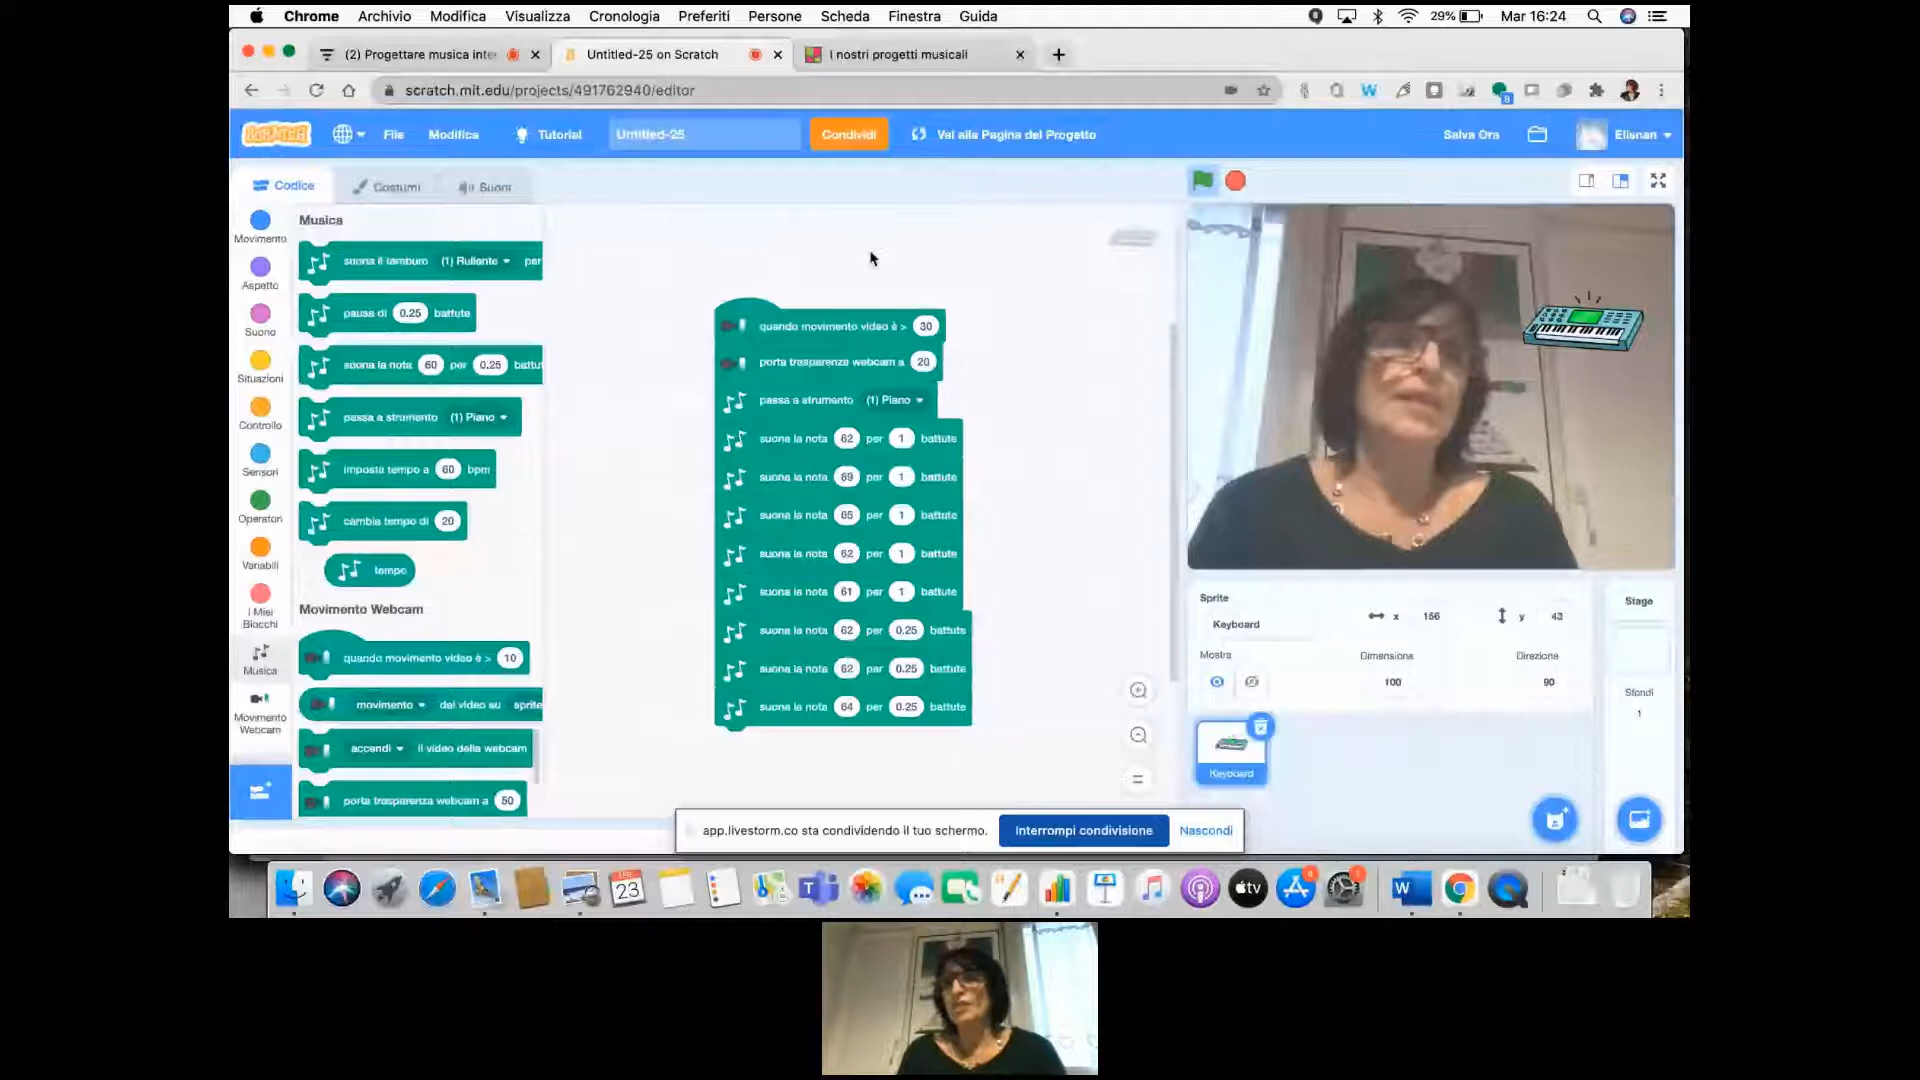 Chrome Archivio Modifica Visualizza Cronologia Preferiti Persone Scheda Finestra Guida 29% Mar 16:24
(2) Progettare musica inte Untitled-25 on Scratch I nostri progetti musicali
scratch.mit.edu/projects/491762940/editor
SCRATCH File Modifica Tutorial Untitled-25 Condividi Vai alla Pagina del Progetto Salva Ora Elisnan
Codice Costumi Suoni
Movimento
Aspetto
Suono
Situazioni
Controllo
Sensori
Operatori
Variabili
I Miei Blocchi
Musica
Movimento Webcam
Musica
suona il tamburo (1) Rullante per
pausa di 0.25 battute
suona la nota 60 per 0.25 battut
passa a strumento (1) Piano
imposta tempo a 60 bpm
cambia tempo di 20
tempo
Movimento Webcam
quando movimento video è > 10
movimento del video su sprite
accendi il video della webcam
porta trasparenza webcam a 50
quando movimento video è > 30
porta trasparenza webcam a 20
passa a strumento (1) Piano
suona la nota 62 per 1 battute
suona la nota 69 per 1 battute
suona la nota 65 per 1 battute
suona la nota 62 per 1 battute
suona la nota 61 per 1 battute
suona la nota 62 per 0.25 battute
suona la nota 62 per 0.25 battute
suona la nota 64 per 0.25 battute
Sprite
Keyboard x 156 y 43
Mostra Dimensione Direzione
100 90
Keyboard
Stage
Sfondi
1
app.livestorm.co sta condividendo il tuo schermo. Interrompi condivisione Nascondi
23
tv
W